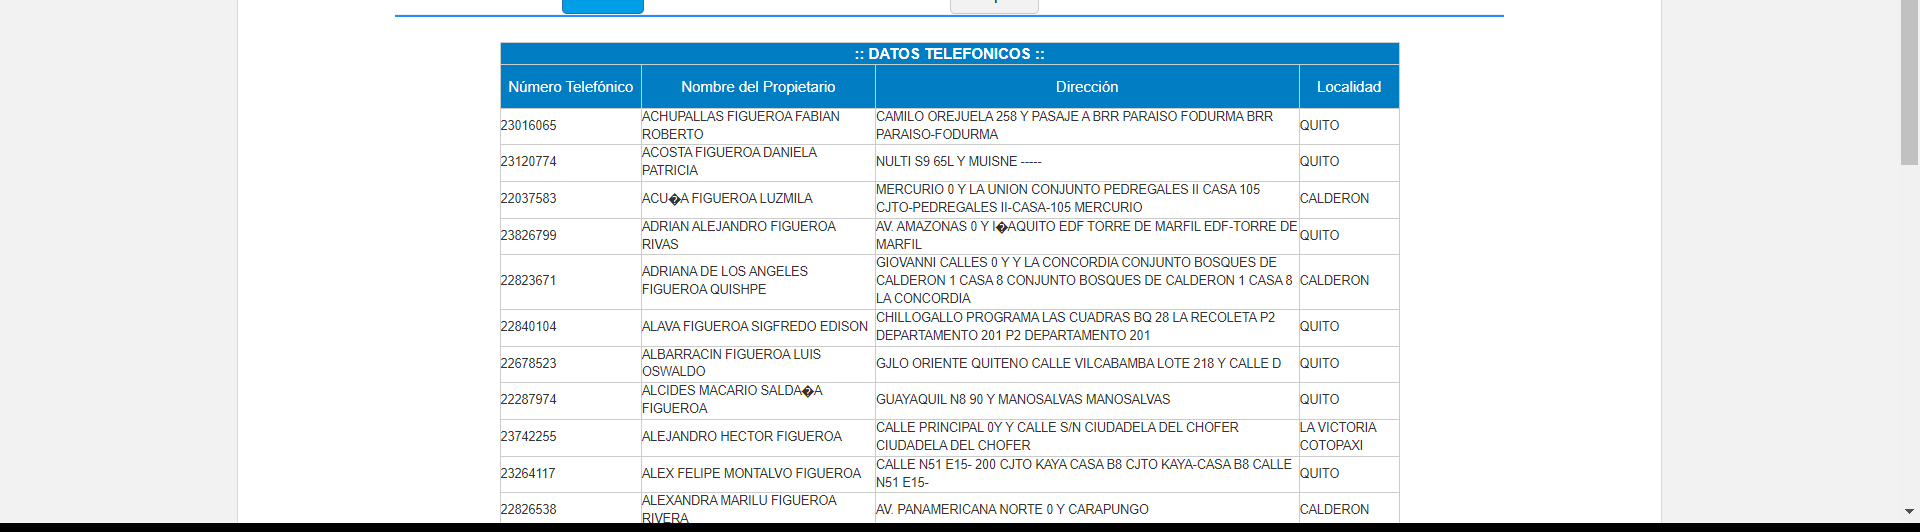 :: DATOS TELEFONICOS ::
Número Telefónico Nombre del Propietario Dirección Localidad
23016065 ACHUPALLAS FIGUEROA FABIAN ROBERTO CAMILO OREJUELA 258 Y PASAJE A BRR PARAISO FODURMA BRR PARAISO-FODURMA QUITO
23120774 ACOSTA FIGUEROA DANIELA PATRICIA NULTI S9 65L Y MUISNE ----- QUITO
22037583 ACU�A FIGUEROA LUZMILA MERCURIO 0 Y LA UNION CONJUNTO PEDREGALES II CASA 105 CJTO-PEDREGALES II-CASA-105 MERCURIO CALDERON
23826799 ADRIAN ALEJANDRO FIGUEROA RIVAS AV. AMAZONAS 0 Y I�AQUITO EDF TORRE DE MARFIL EDF-TORRE DE MARFIL QUITO
22823671 ADRIANA DE LOS ANGELES FIGUEROA QUISHPE GIOVANNI CALLES 0 Y Y LA CONCORDIA CONJUNTO BOSQUES DE CALDERON 1 CASA 8 CONJUNTO BOSQUES DE CALDERON 1 CASA 8 LA CONCORDIA CALDERON
22840104 ALAVA FIGUEROA SIGFREDO EDISON CHILLOGALLO PROGRAMA LAS CUADRAS BQ 28 LA RECOLETA P2 DEPARTAMENTO 201 P2 DEPARTAMENTO 201 QUITO
22678523 ALBARRACIN FIGUEROA LUIS OSWALDO GJLO ORIENTE QUITENO CALLE VILCABAMBA LOTE 218 Y CALLE D QUITO
22287974 ALCIDES MACARIO SALDA�A FIGUEROA GUAYAQUIL N8 90 Y MANOSALVAS MANOSALVAS QUITO
23742255 ALEJANDRO HECTOR FIGUEROA CALLE PRINCIPAL 0Y Y CALLE S/N CIUDADELA DEL CHOFER CIUDADELA DEL CHOFER LA VICTORIA COTOPAXI
23264117 ALEX FELIPE MONTALVO FIGUEROA CALLE N51 E15- 200 CJTO KAYA CASA B8 CJTO KAYA-CASA B8 CALLE N51 E15- QUITO
22826538 ALEXANDRA MARILU FIGUEROA RIVERA AV. PANAMERICANA NORTE 0 Y CARAPUNGO CALDERON